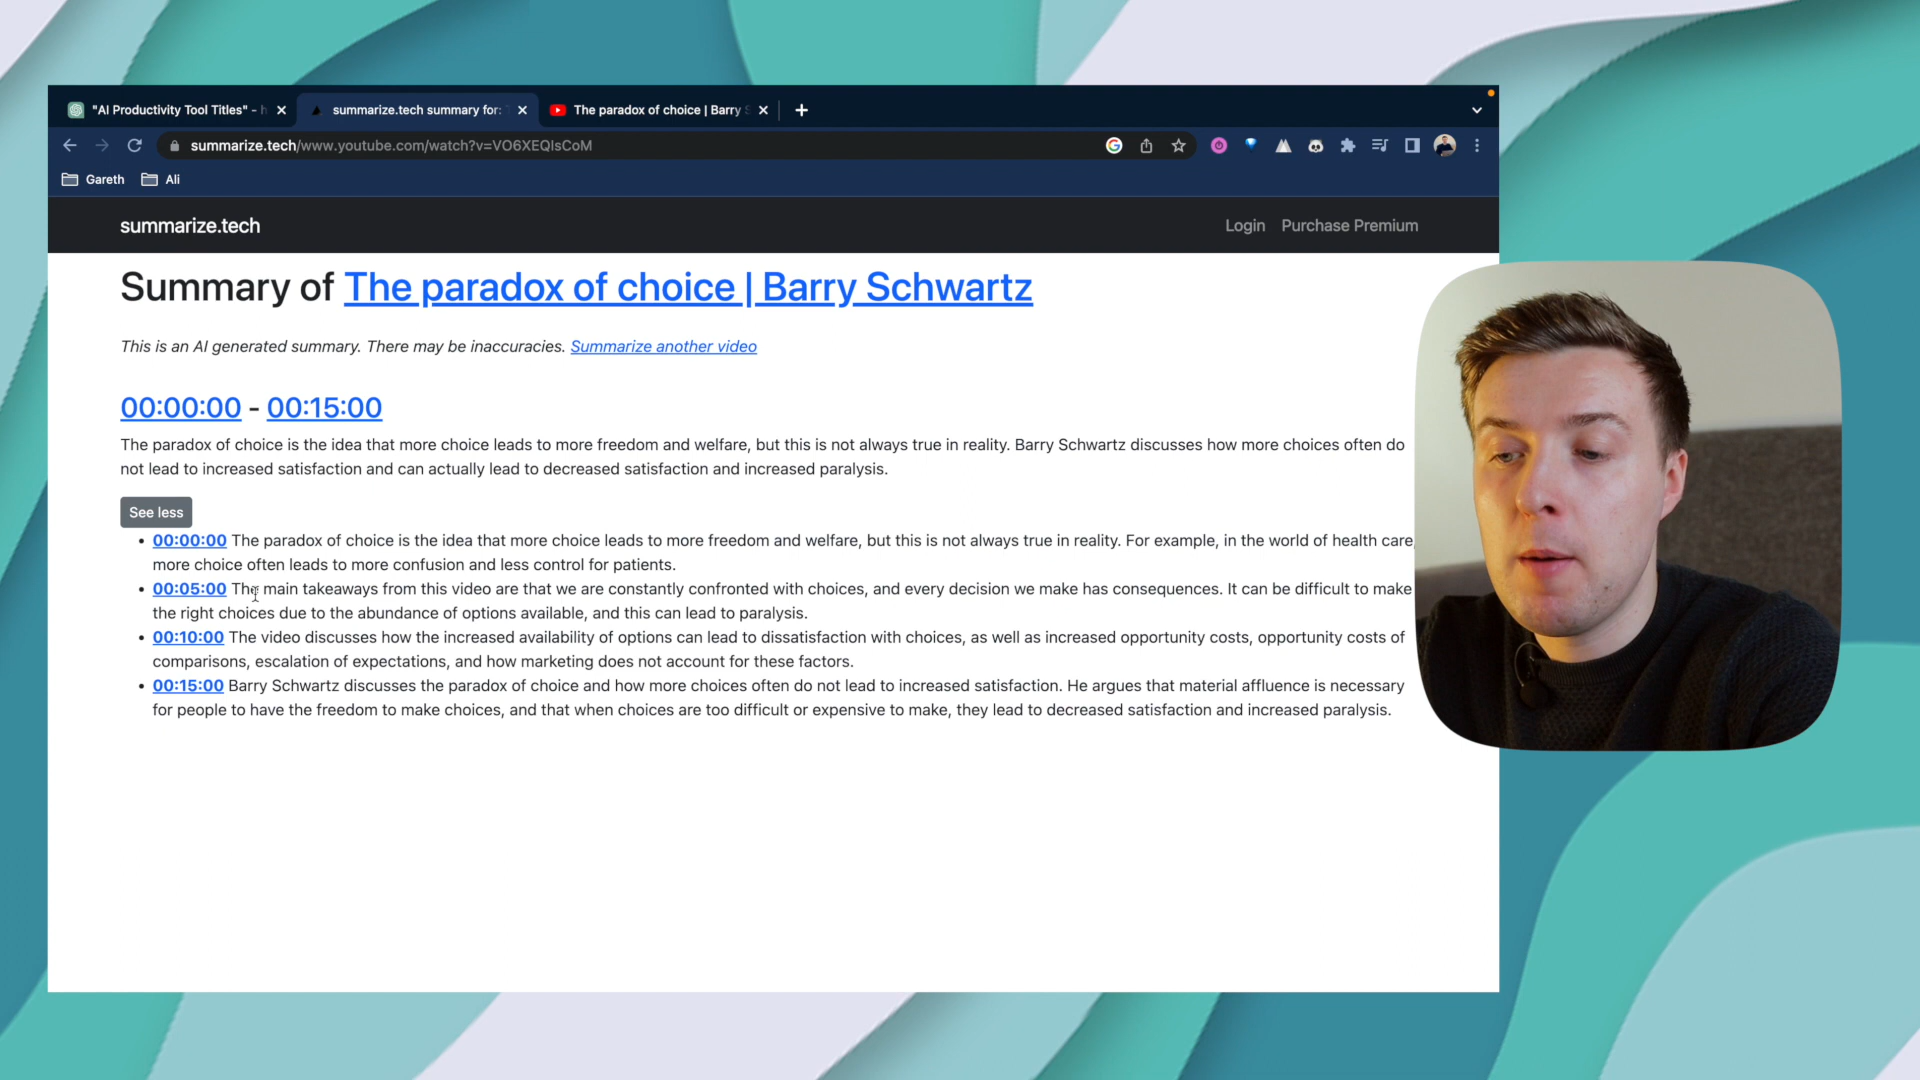 "AI Productivity Tool Titles" - h
summarize.tech summary for: T
The paradox of choice | Barry S
summarize.tech/www.youtube.com/watch?v=VO6XEQIsCoM
Gareth
Ali
summarize.tech
Login
Purchase Premium
Summary of The paradox of choice | Barry Schwartz
This is an AI generated summary. There may be inaccuracies. Summarize another video
00:00:00 - 00:15:00
The paradox of choice is the idea that more choice leads to more freedom and welfare, but this is not always true in reality. Barry Schwartz discusses how more choices often do
not lead to increased satisfaction and can actually lead to decreased satisfaction and increased paralysis.
See less
• 00:00:00 The paradox of choice is the idea that more choice leads to more freedom and welfare, but this is not always true in reality. For example, in the world of health care,
more choice often leads to more confusion and less control for patients.
• 00:05:00 The main takeaways from this video are that we are constantly confronted with choices, and every decision we make has consequences. It can be difficult to make
the right choices due to the abundance of options available, and this can lead to paralysis.
• 00:10:00 The video discusses how the increased availability of options can lead to dissatisfaction with choices, as well as increased opportunity costs, opportunity costs of
comparisons, escalation of expectations, and how marketing does not account for these factors.
• 00:15:00 Barry Schwartz discusses the paradox of choice and how more choices often do not lead to increased satisfaction. He argues that material affluence is necessary
for people to have the freedom to make choices, and that when choices are too difficult or expensive to make, they lead to decreased satisfaction and increased paralysis.